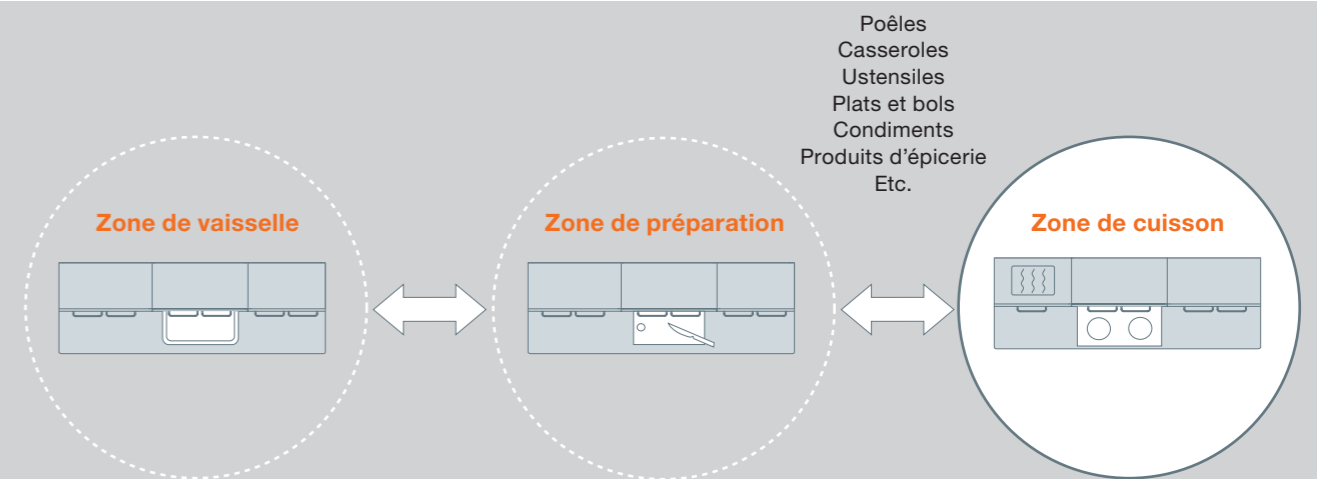 Poêles
Casseroles
Ustensiles
Plats et bols
Condiments
Produits d’épicerie
Etc.
Zone de vaisselle
Zone de préparation
Zone de cuisson